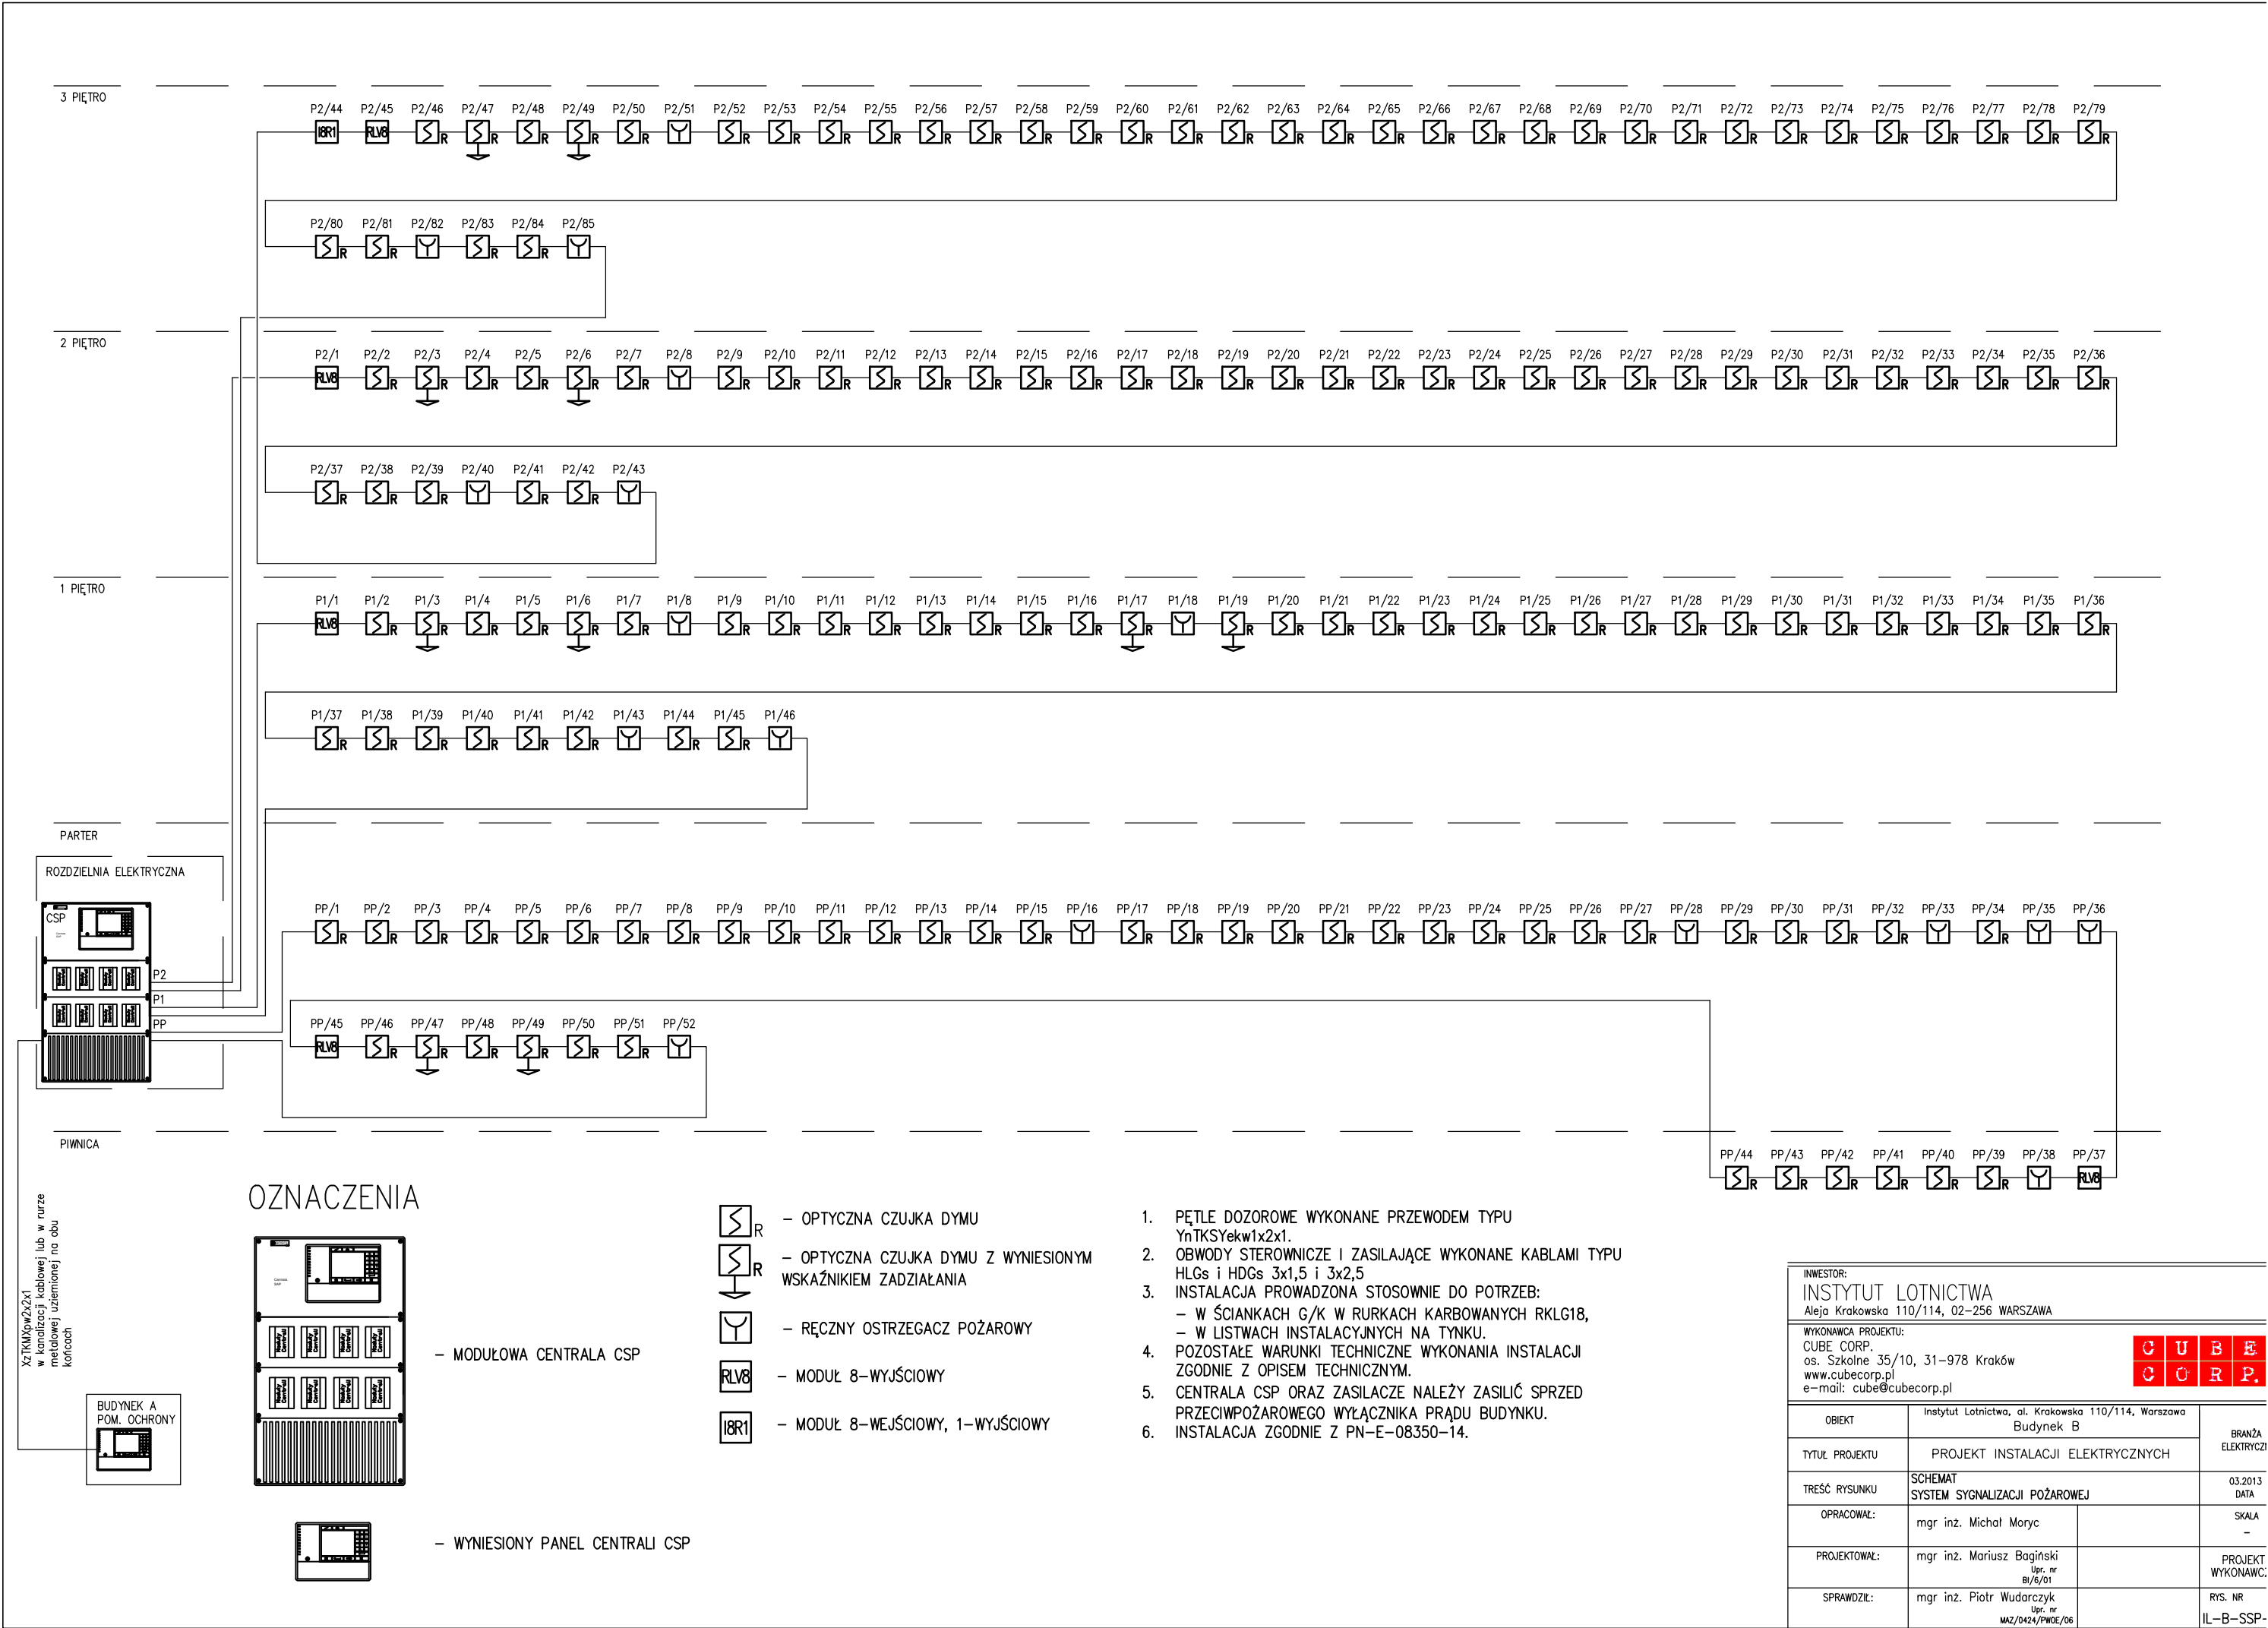 3 PIĘTRO
P2/44 P2/45 P2/46 P2/47 P2/48 P2/49 P2/50 P2/51 P2/52 P2/53 P2/54 P2/55 P2/56 P2/57 P2/58 P2/59 P2/60 P2/61 P2/62 P2/63 P2/64 P2/65 P2/66 P2/67 P2/68 P2/69 P2/70 P2/71 P2/72 P2/73 P2/74 P2/75 P2/76 P2/77 P2/78 P2/79
I8R1 RLV8 R R R R R R R R R R R R R R R R R R R R R R R R R R R R R R R R R
P2/80 P2/81 P2/82 P2/83 P2/84 P2/85
R R R R
2 PIĘTRO
P2/1 P2/2 P2/3 P2/4 P2/5 P2/6 P2/7 P2/8 P2/9 P2/10 P2/11 P2/12 P2/13 P2/14 P2/15 P2/16 P2/17 P2/18 P2/19 P2/20 P2/21 P2/22 P2/23 P2/24 P2/25 P2/26 P2/27 P2/28 P2/29 P2/30 P2/31 P2/32 P2/33 P2/34 P2/35 P2/36
RLV8 R R R R R R R R R R R R R R R R R R R R R R R R R R R R R R R R R R
P2/37 P2/38 P2/39 P2/40 P2/41 P2/42 P2/43
R R R R R
1 PIĘTRO
P1/1 P1/2 P1/3 P1/4 P1/5 P1/6 P1/7 P1/8 P1/9 P1/10 P1/11 P1/12 P1/13 P1/14 P1/15 P1/16 P1/17 P1/18 P1/19 P1/20 P1/21 P1/22 P1/23 P1/24 P1/25 P1/26 P1/27 P1/28 P1/29 P1/30 P1/31 P1/32 P1/33 P1/34 P1/35 P1/36
RLV8 R R R R R R R R R R R R R R R R R R R R R R R R R R R R R R R R R
P1/37 P1/38 P1/39 P1/40 P1/41 P1/42 P1/43 P1/44 P1/45 P1/46
R R R R R R R R
PARTER
ROZDZIELNIA ELEKTRYCZNA
CSP
P2
P1
PP
PP/1 PP/2 PP/3 PP/4 PP/5 PP/6 PP/7 PP/8 PP/9 PP/10 PP/11 PP/12 PP/13 PP/14 PP/15 PP/16 PP/17 PP/18 PP/19 PP/20 PP/21 PP/22 PP/23 PP/24 PP/25 PP/26 PP/27 PP/28 PP/29 PP/30 PP/31 PP/32 PP/33 PP/34 PP/35 PP/36
R R R R R R R R R R R R R R R R R R R R R R R R R R R R R R R
PP/45 PP/46 PP/47 PP/48 PP/49 PP/50 PP/51 PP/52
RLV8 R R R R R R
PIWNICA
PP/44 PP/43 PP/42 PP/41 PP/40 PP/39 PP/38 PP/37
R R R R R R RLV8
XzTKMXpw2x2x1
w kanalizacji kablowej lub w rurze
metalowej uziemionej na obu
końcach
BUDYNEK A
POM. OCHRONY
OZNACZENIA
Centrala
Moduły Centrali Moduły Centrali Moduły Centrali Moduły Centrali
Moduły Centrali Moduły Centrali Moduły Centrali Moduły Centrali
– MODUŁOWA CENTRALA CSP
– WYNIESIONY PANEL CENTRALI CSP
R – OPTYCZNA CZUJKA DYMU
R – OPTYCZNA CZUJKA DYMU Z WYNIESIONYM
WSKAŹNIKIEM ZADZIAŁANIA
– RĘCZNY OSTRZEGACZ POŻAROWY
RLV8 – MODUŁ 8–WYJŚCIOWY
I8R1 – MODUŁ 8–WEJŚCIOWY, 1–WYJŚCIOWY
1. PĘTLE DOZOROWE WYKONANE PRZEWODEM TYPU
YnTKSYekw1x2x1.
2. OBWODY STEROWNICZE I ZASILAJĄCE WYKONANE KABLAMI TYPU
HLGs i HDGs 3x1,5 i 3x2,5
3. INSTALACJA PROWADZONA STOSOWNIE DO POTRZEB:
– W ŚCIANKACH G/K W RURKACH KARBOWANYCH RKLG18,
– W LISTWACH INSTALACYJNYCH NA TYNKU.
4. POZOSTAŁE WARUNKI TECHNICZNE WYKONANIA INSTALACJI
ZGODNIE Z OPISEM TECHNICZNYM.
5. CENTRALA CSP ORAZ ZASILACZE NALEŻY ZASILIĆ SPRZED
PRZECIWPOŻAROWEGO WYŁĄCZNIKA PRĄDU BUDYNKU.
6. INSTALACJA ZGODNIE Z PN–E–08350–14.
INWESTOR:
INSTYTUT LOTNICTWA
Aleja Krakowska 110/114, 02–256 WARSZAWA
WYKONAWCA PROJEKTU:
CUBE CORP.
os. Szkolne 35/10, 31–978 Kraków
www.cubecorp.pl
e–mail: cube@cubecorp.pl
CUBE
CORP.
OBIEKT
Instytut Lotnictwa, al. Krakowska 110/114, Warszawa
Budynek B
BRANŻA
ELEKTRYCZ
TYTUŁ PROJEKTU
PROJEKT INSTALACJI ELEKTRYCZNYCH
TREŚĆ RYSUNKU
SCHEMAT
SYSTEM SYGNALIZACJI POŻAROWEJ
03.2013
DATA
OPRACOWAŁ:
mgr inż. Michał Moryc
SKALA
–
PROJEKTOWAŁ:
mgr inż. Mariusz Bagiński
Upr. nr
BI/6/01
PROJEKT
WYKONAWC
SPRAWDZIŁ:
mgr inż. Piotr Wudarczyk
Upr. nr
MAZ/0424/PWOE/06
RYS. NR
IL–B–SSP–